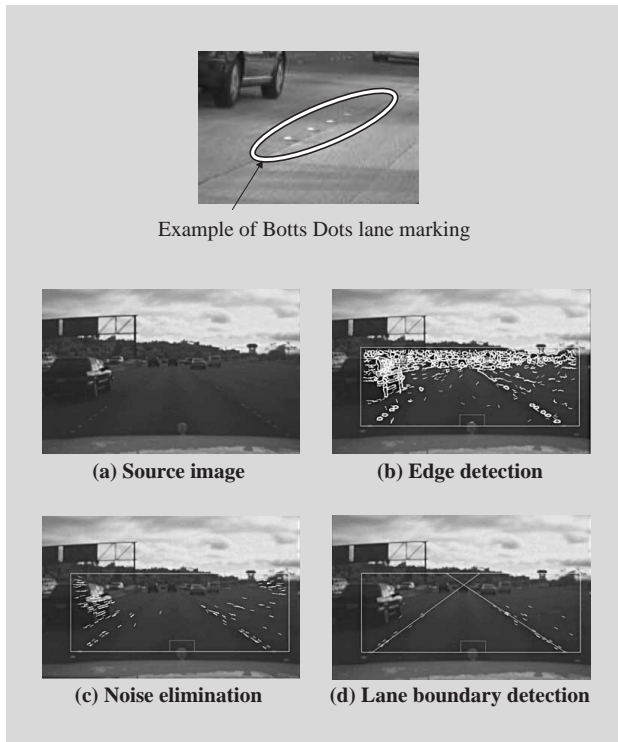 Example of Botts Dots lane marking
(a) Source image
(b) Edge detection
(c) Noise elimination
(d) Lane boundary detection